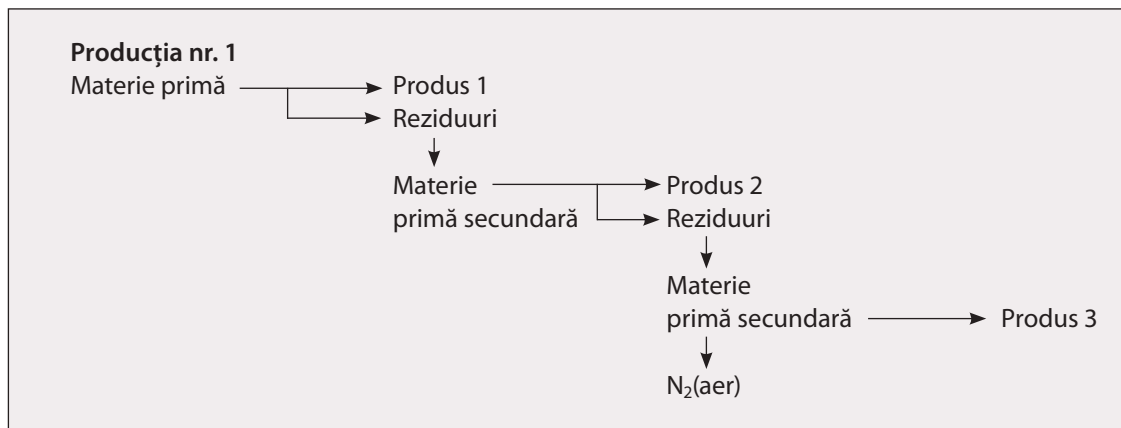 Producția nr. 1
Materie primă
Produs 1
Reziduuri
Materie
primă secundară
Produs 2
Reziduuri
Materie
primă secundară
Produs 3
N₂(aer)